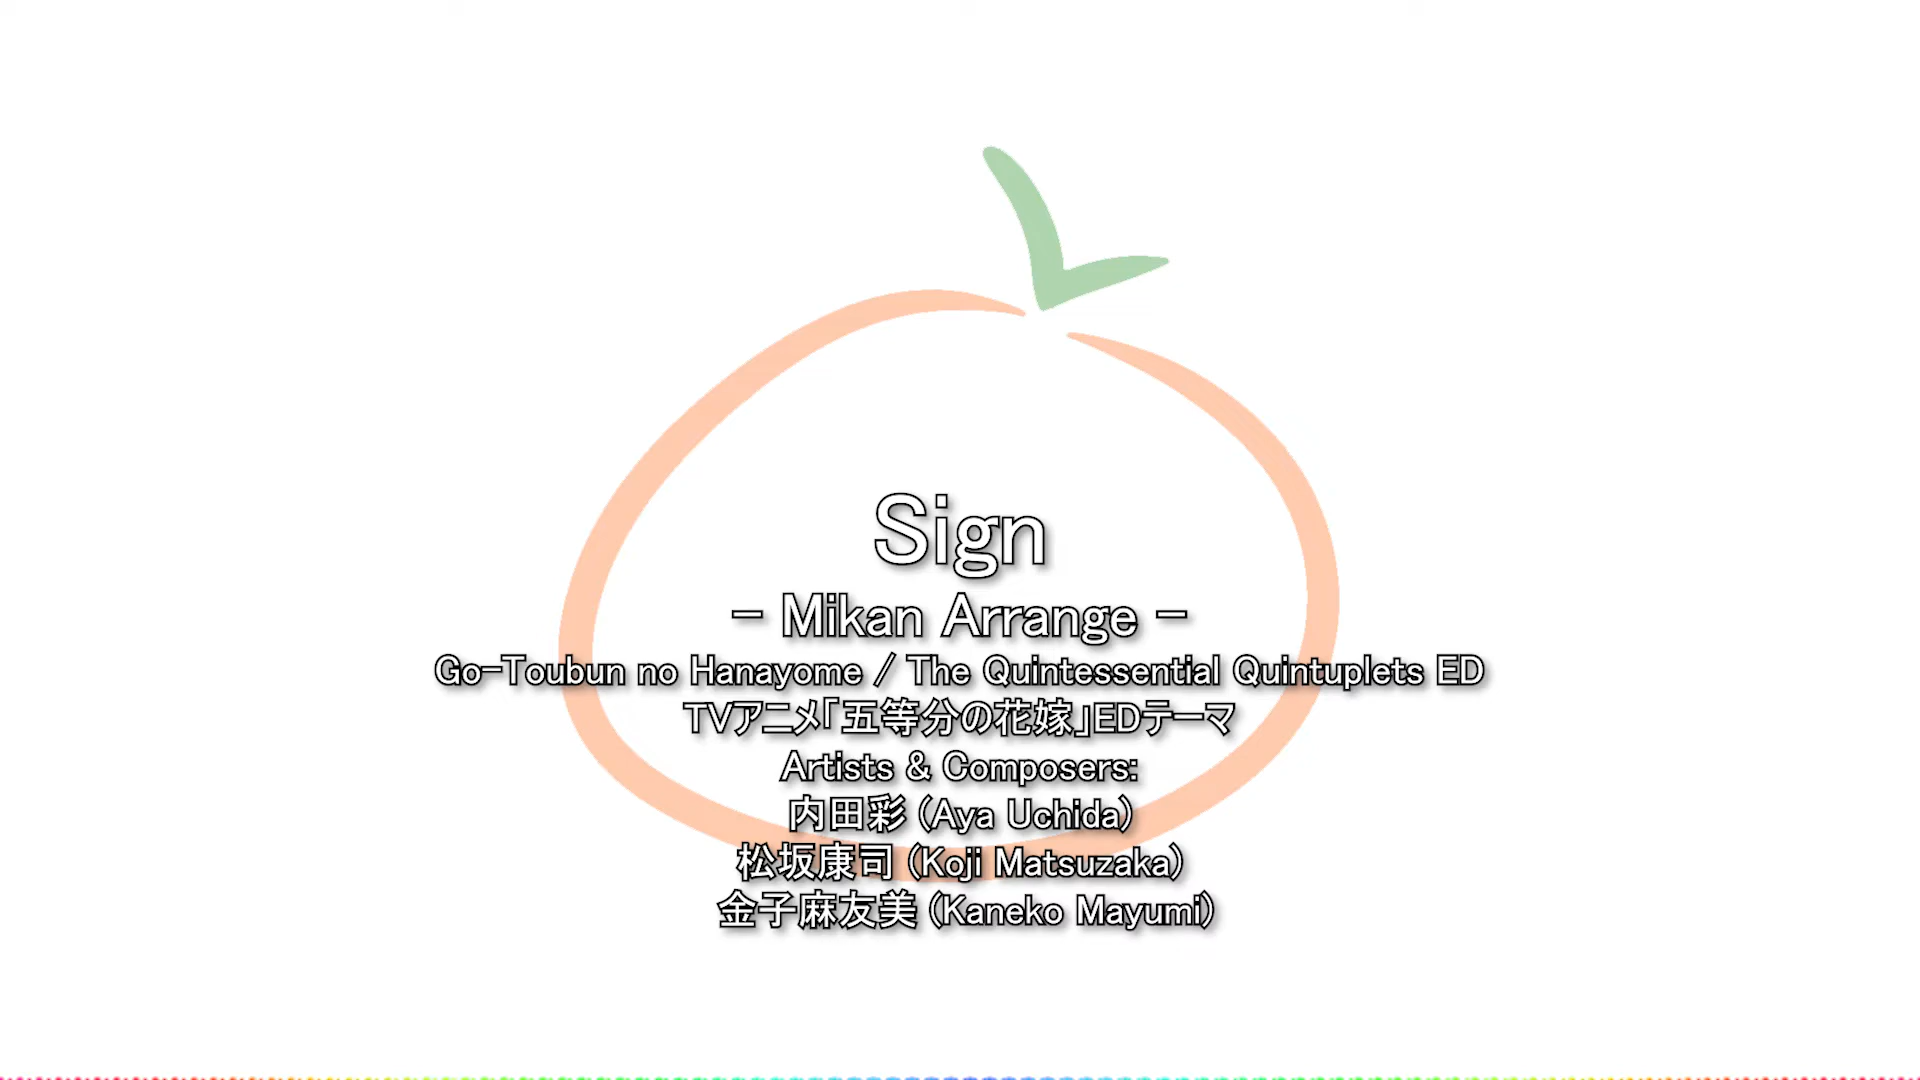 Sign
- Mikan Arrange -
Go-Toubun no Hanayome / The Quintessential Quintuplets ED
TVアニメ「五等分の花嫁」EDテーマ
Artists & Composers:
内田彩 (Aya Uchida)
松坂康司 (Koji Matsuzaka)
金子麻友美 (Kaneko Mayumi)